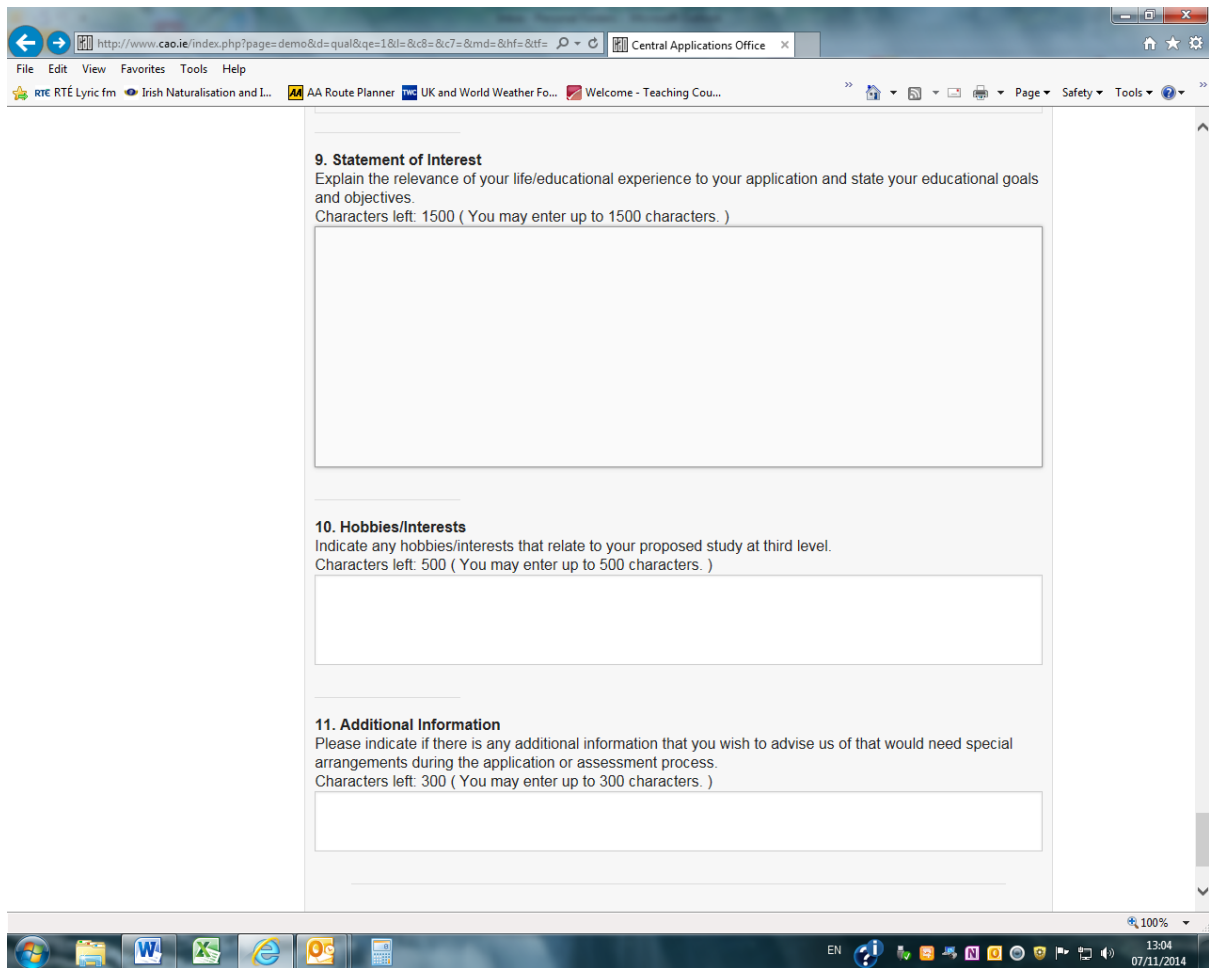 http://www.cao.ie/index.php?page=demo&d=qual&qe=1&l=&c8=&c7=&md=&hf=&tf=
Central Applications Office
File Edit View Favorites Tools Help
RTÉ RTÉ Lyric fm Irish Naturalisation and I... AA AA Route Planner TWC UK and World Weather Fo... Welcome - Teaching Cou... Page Safety Tools
9. Statement of Interest
Explain the relevance of your life/educational experience to your application and state your educational goals
and objectives.
Characters left: 1500 ( You may enter up to 1500 characters. )
10. Hobbies/Interests
Indicate any hobbies/interests that relate to your proposed study at third level.
Characters left: 500 ( You may enter up to 500 characters. )
11. Additional Information
Please indicate if there is any additional information that you wish to advise us of that would need special
arrangements during the application or assessment process.
Characters left: 300 ( You may enter up to 300 characters. )
100%
EN
13:04
07/11/2014